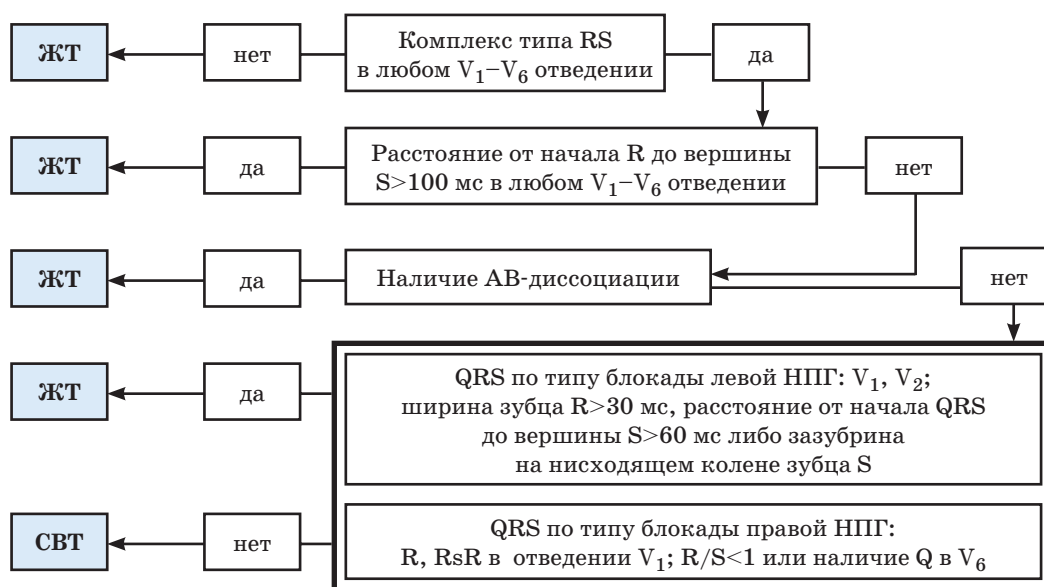 ЖТ
нет
Комплекс типа RS
в любом V1–V6 отведении
да
ЖТ
да
Расстояние от начала R до вершины
S>100 мс в любом V1–V6 отведении
нет
ЖТ
да
Наличие АВ-диссоциации
нет
ЖТ
да
QRS по типу блокады левой НПГ: V1, V2;
ширина зубца R>30 мс, расстояние от начала QRS
до вершины S>60 мс либо зазубрина
на нисходящем колене зубца S
СВТ
нет
QRS по типу блокады правой НПГ:
R, RsR в отведении V1; R/S<1 или наличие Q в V6